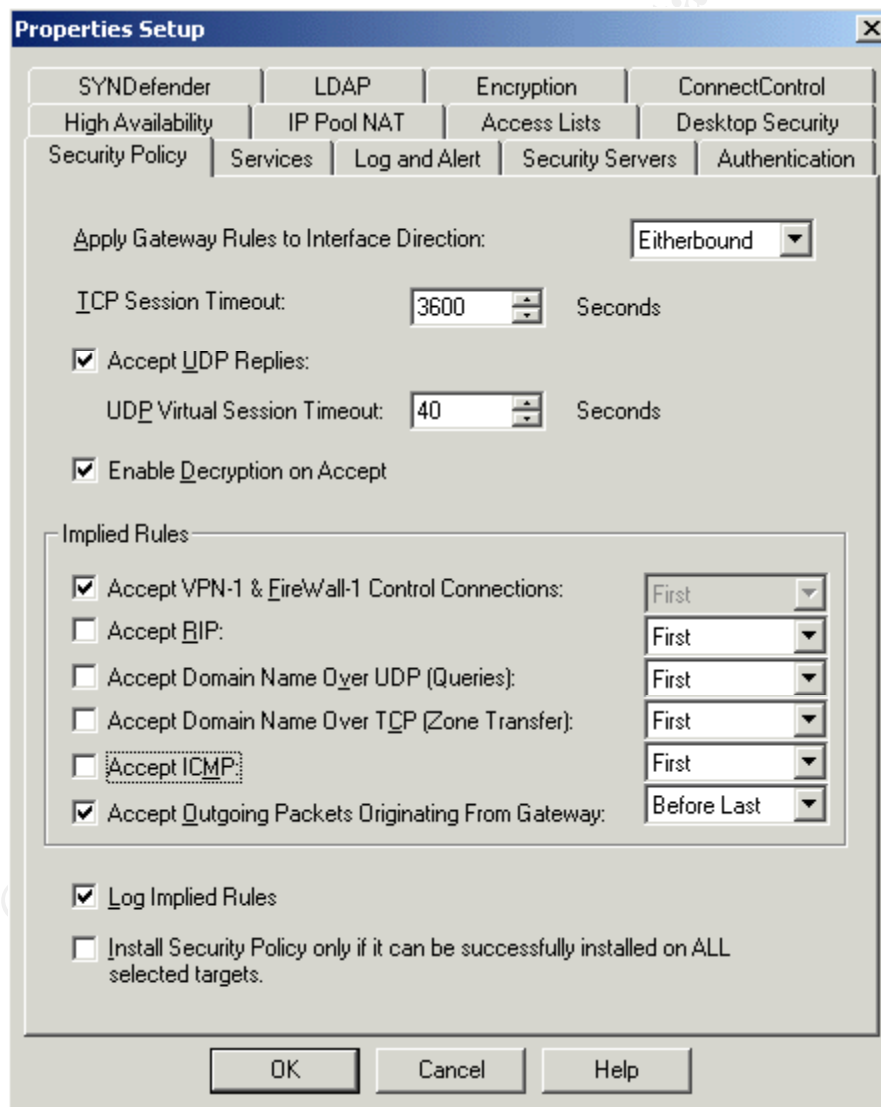 Properties Setup
SYNDefender LDAP Encryption ConnectControl
High Availability IP Pool NAT Access Lists Desktop Security
Security Policy Services Log and Alert Security Servers Authentication
Apply Gateway Rules to Interface Direction: Eitherbound
TCP Session Timeout: 3600 Seconds
Accept UDP Replies:
UDP Virtual Session Timeout: 40 Seconds
Enable Decryption on Accept
Implied Rules
Accept VPN-1 & FireWall-1 Control Connections: First
Accept RIP: First
Accept Domain Name Over UDP (Queries): First
Accept Domain Name Over TCP (Zone Transfer): First
Accept ICMP: First
Accept Outgoing Packets Originating From Gateway: Before Last
Log Implied Rules
Install Security Policy only if it can be successfully installed on ALL
selected targets.
OK Cancel Help